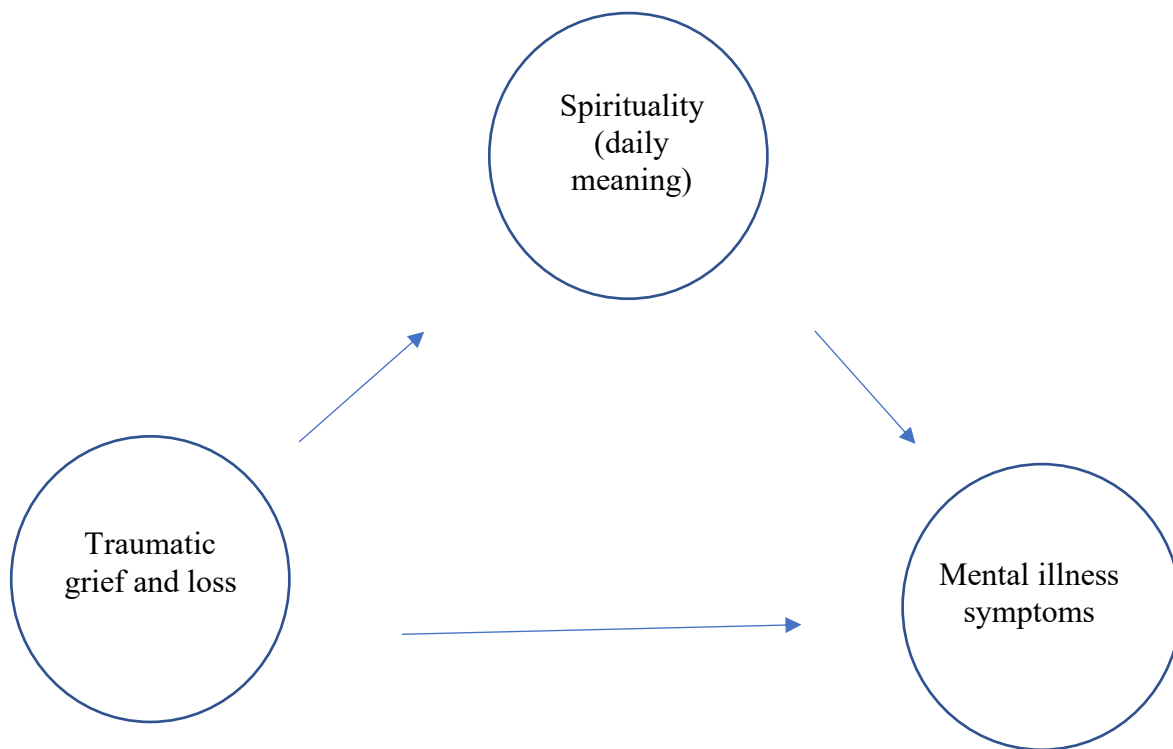 Spirituality
(daily
meaning)
Traumatic
grief and loss
Mental illness
symptoms